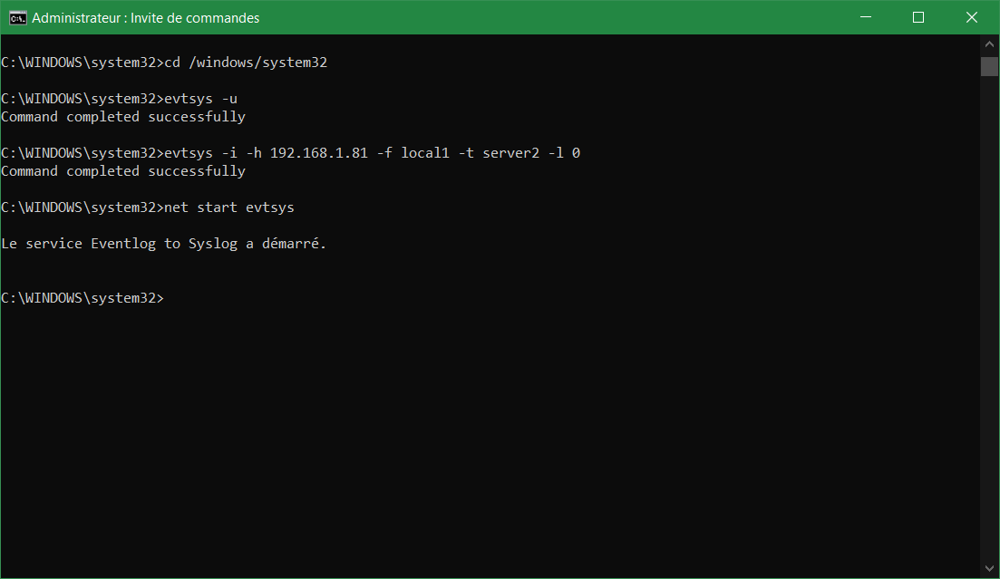 Administrateur : Invite de commandes
C:\WINDOWS\system32>cd /windows/system32
C:\WINDOWS\system32>evtsys -u
Command completed successfully
C:\WINDOWS\system32>evtsys -i -h 192.168.1.81 -f local1 -t server2 -l 0
Command completed successfully
C:\WINDOWS\system32>net start evtsys
Le service Eventlog to Syslog a démarré.
C:\WINDOWS\system32>